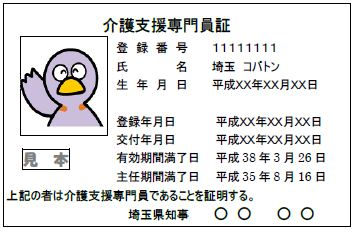 介護支援専門員証
登録番号　11111111
氏名　埼玉　コバトン
生年月日　平成XX年XX月XX日
登録年月日　平成XX年XX月XX日
交付年月日　平成XX年XX月XX日
有効期間満了日　平成38年3月26日
主任期間満了日　平成35年8月16日
見本
上記の者は介護支援専門員であることを証明する。
埼玉県知事　〇〇　〇〇